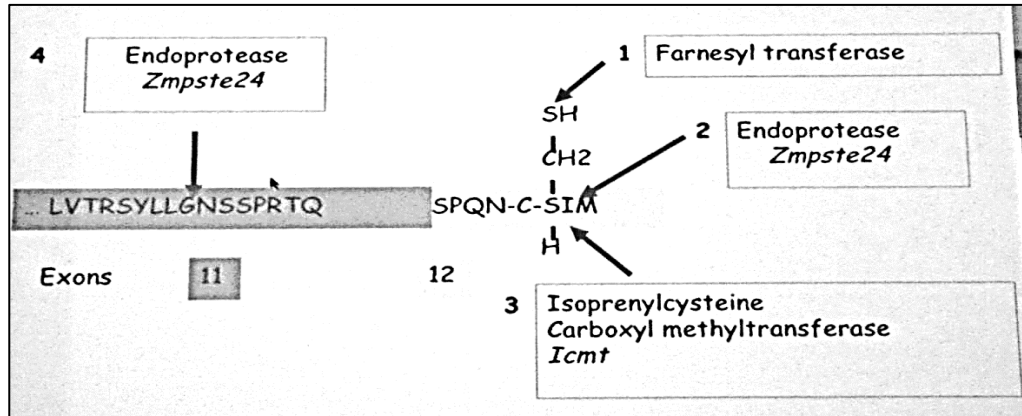 4
Endoprotease
Zmpste24
1
Farnesyl transferase
SH
CH2
2
Endoprotease
Zmpste24
... LVTRSYLLGNSSPRTQ
SPQN-C-SIM
H
Exons
11
12
3
Isoprenylcysteine
Carboxyl methyltransferase
Icmt